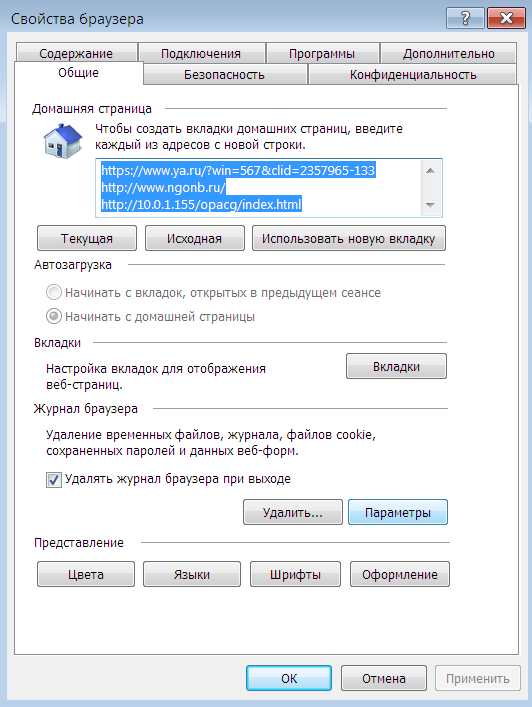 Свойства браузера
Содержание
Подключения
Программы
Дополнительно
Общие
Безопасность
Конфиденциальность
Домашняя страница
Чтобы создать вкладки домашних страниц, введите
каждый из адресов с новой строки.
https://www.ya.ru/?win=567&clid=2357965-133
http://www.ngonb.ru/
http://10.0.1.155/opacg/index.html
Текущая
Исходная
Использовать новую вкладку
Автозагрузка
Начинать с вкладок, открытых в предыдущем сеансе
Начинать с домашней страницы
Вкладки
Настройка вкладок для отображения
веб-страниц.
Вкладки
Журнал браузера
Удаление временных файлов, журнала, файлов cookie,
сохраненных паролей и данных веб-форм.
Удалять журнал браузера при выходе
Удалить...
Параметры
Представление
Цвета
Языки
Шрифты
Оформление
ОК
Отмена
Применить